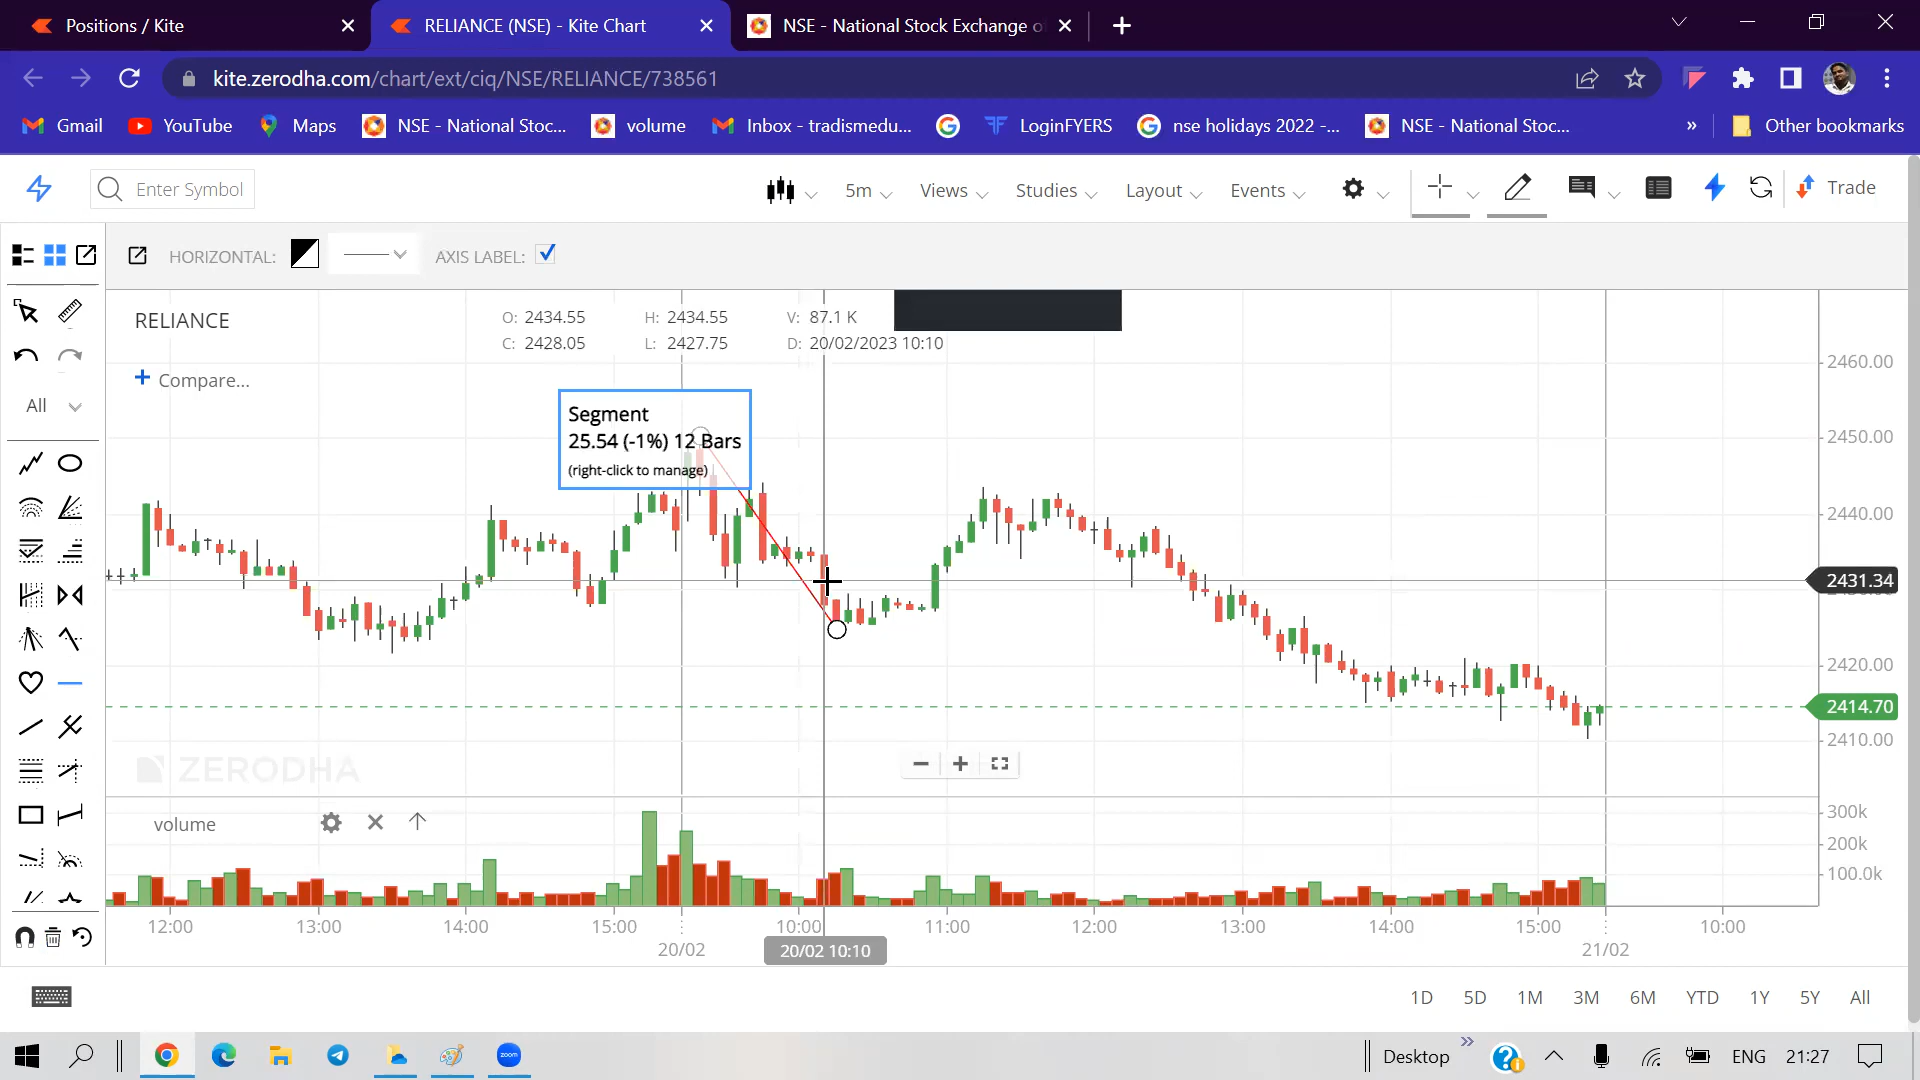 Positions / Kite
RELIANCE (NSE) - Kite Chart
NSE - National Stock Exchange o
kite.zerodha.com/chart/ext/ciq/NSE/RELIANCE/738561
Gmail
YouTube
Maps
NSE - National Stoc...
volume
Inbox - tradismedu...
LoginFYERS
nse holidays 2022 -...
NSE - National Stoc...
»
Other bookmarks
Enter Symbol
5m
Views
Studies
Layout
Events
Trade
HORIZONTAL:
AXIS LABEL:
RELIANCE
O: 2434.55
H: 2434.55
V: 87.1 K
C: 2428.05
L: 2427.75
D: 20/02/2023 10:10
+ Compare...
All
Segment
25.54 (-1%) 12 Bars
(right-click to manage)
2460.00
2450.00
2440.00
2431.34
2420.00
2414.70
2410.00
ZERODHA
volume
300k
200k
100.0k
12:00
13:00
14:00
15:00
10:00
11:00
12:00
13:00
14:00
15:00
10:00
20/02
20/02 10:10
21/02
1D
5D
1M
3M
6M
YTD
1Y
5Y
All
zoom
Desktop
»
ENG
21:27